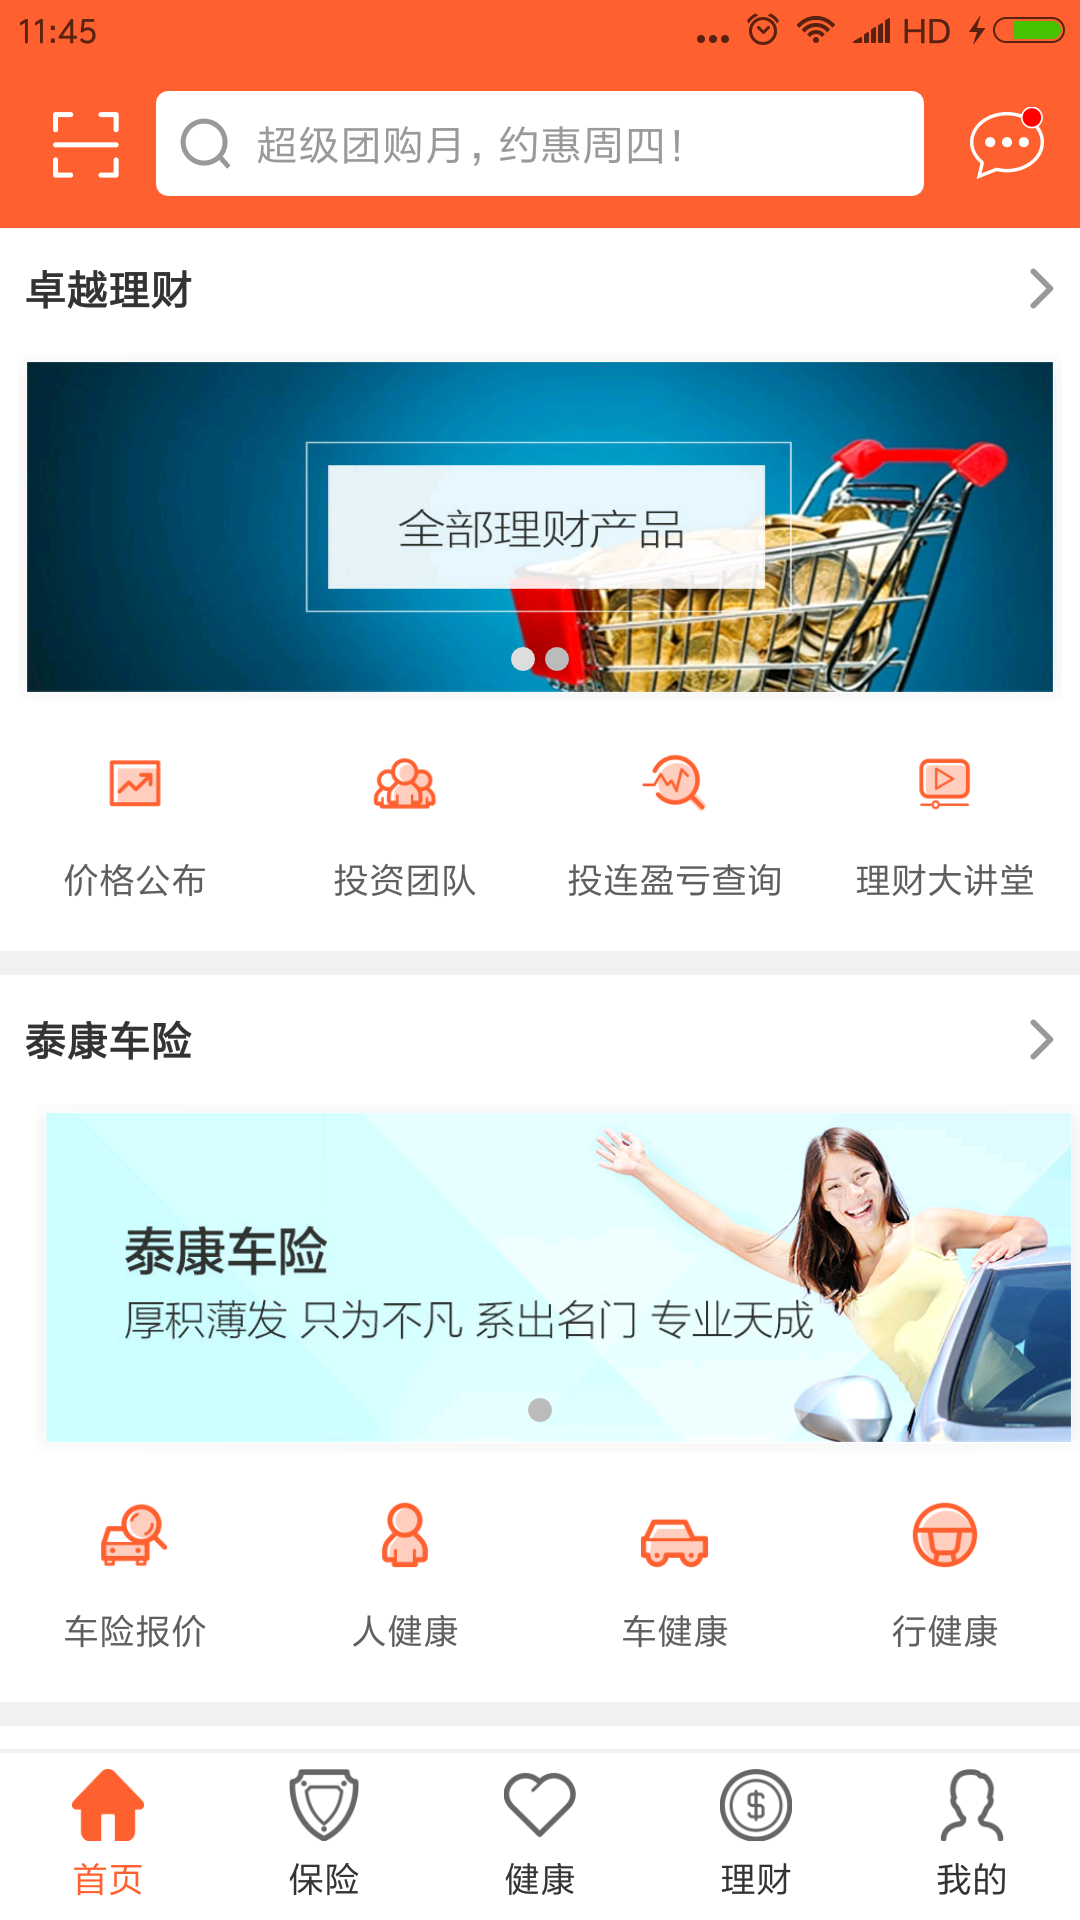 11:45
HD
超级团购月，约惠周四！
卓越理财
全部理财产品
价格公布
投资团队
投连盈亏查询
理财大讲堂
泰康车险
泰康车险
厚积薄发 只为不凡 系出名门 专业天成
车险报价
人健康
车健康
行健康
首页
保险
健康
理财
我的